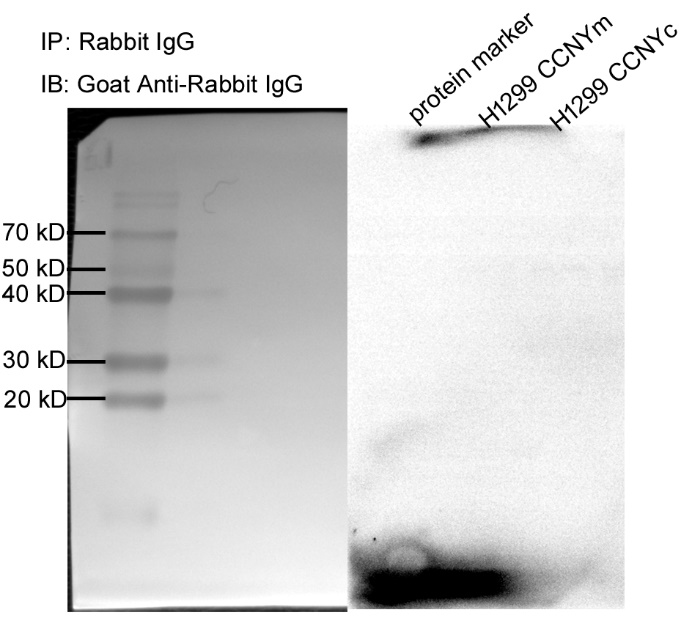 IP: Rabbit IgG
IB: Goat Anti-Rabbit IgG
protein marker
H1299 CCNYm
H1299 CCNYc
70 kD
50 kD
40 kD
30 kD
20 kD